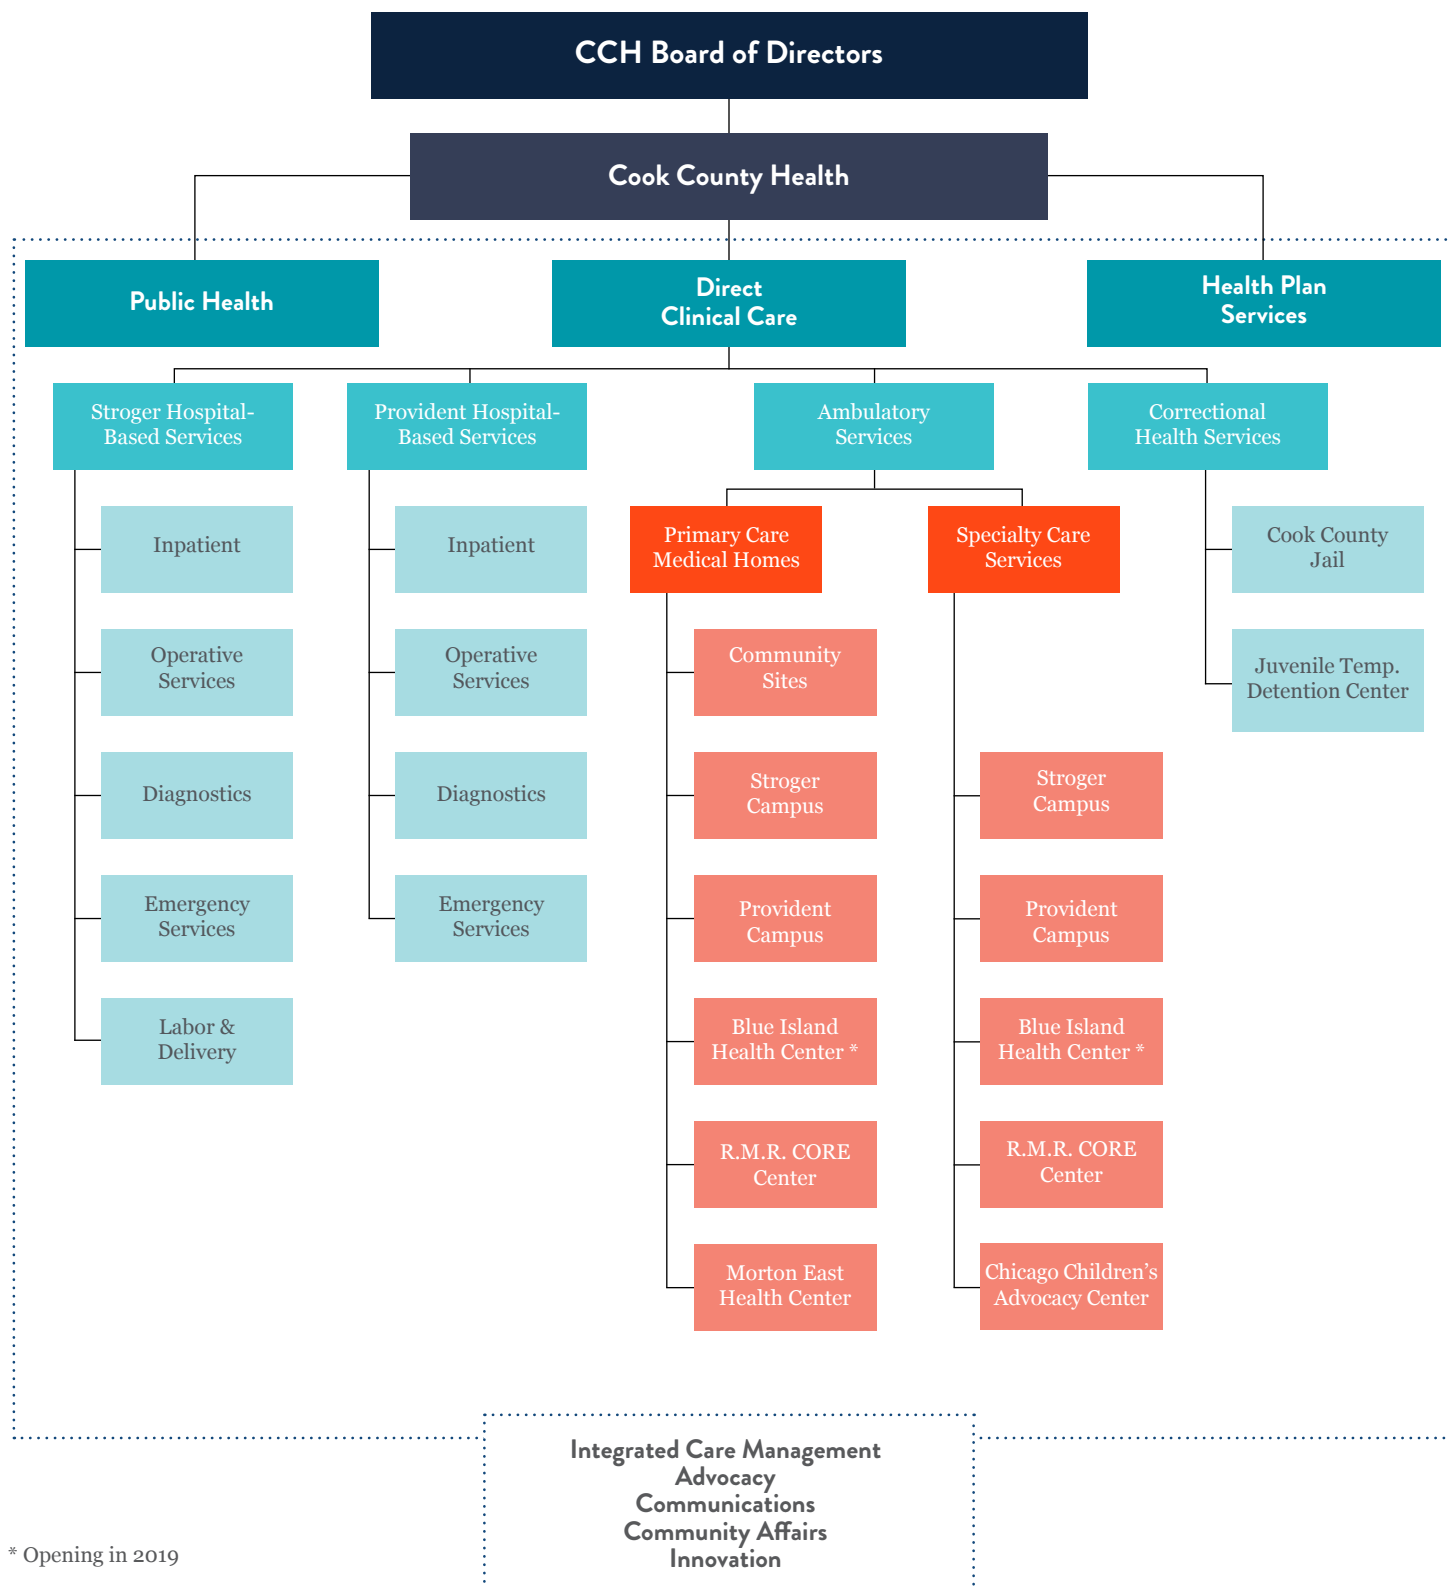 CCH Board of Directors
Cook County Health
Public Health
Direct
Clinical Care
Health Plan
Services
Stroger Hospital-
Based Services
Provident Hospital-
Based Services
Ambulatory
Services
Correctional
Health Services
Inpatient
Operative
Services
Diagnostics
Emergency
Services
Labor &
Delivery
Inpatient
Operative
Services
Diagnostics
Emergency
Services
Primary Care
Medical Homes
Community
Sites
Stroger
Campus
Provident
Campus
Blue Island
Health Center *
R.M.R. CORE
Center
Morton East
Health Center
Specialty Care
Services
Stroger
Campus
Provident
Campus
Blue Island
Health Center *
R.M.R. CORE
Center
Chicago Children’s
Advocacy Center
Cook County
Jail
Juvenile Temp.
Detention Center
Integrated Care Management
Advocacy
Communications
Community Affairs
Innovation
* Opening in 2019